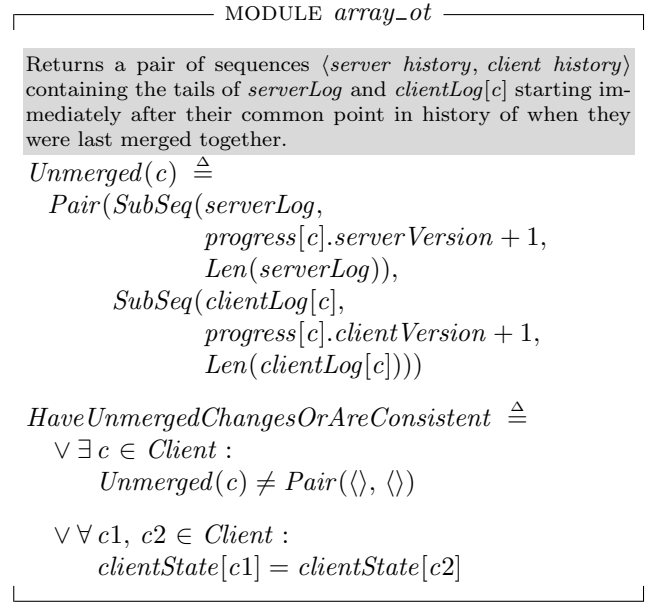 MODULE array_ot
Returns a pair of sequences ⟨server history, client history⟩
containing the tails of serverLog and clientLog[c] starting im-
mediately after their common point in history of when they
were last merged together.
Unmerged(c) ≜
Pair(SubSeq(serverLog,
progress[c].serverVersion + 1,
Len(serverLog)),
SubSeq(clientLog[c],
progress[c].clientVersion + 1,
Len(clientLog[c])))
HaveUnmergedChangesOrAreConsistent ≜
∨ ∃ c ∈ Client :
Unmerged(c) ≠ Pair(⟨⟩, ⟨⟩)
∨ ∀ c1, c2 ∈ Client :
clientState[c1] = clientState[c2]